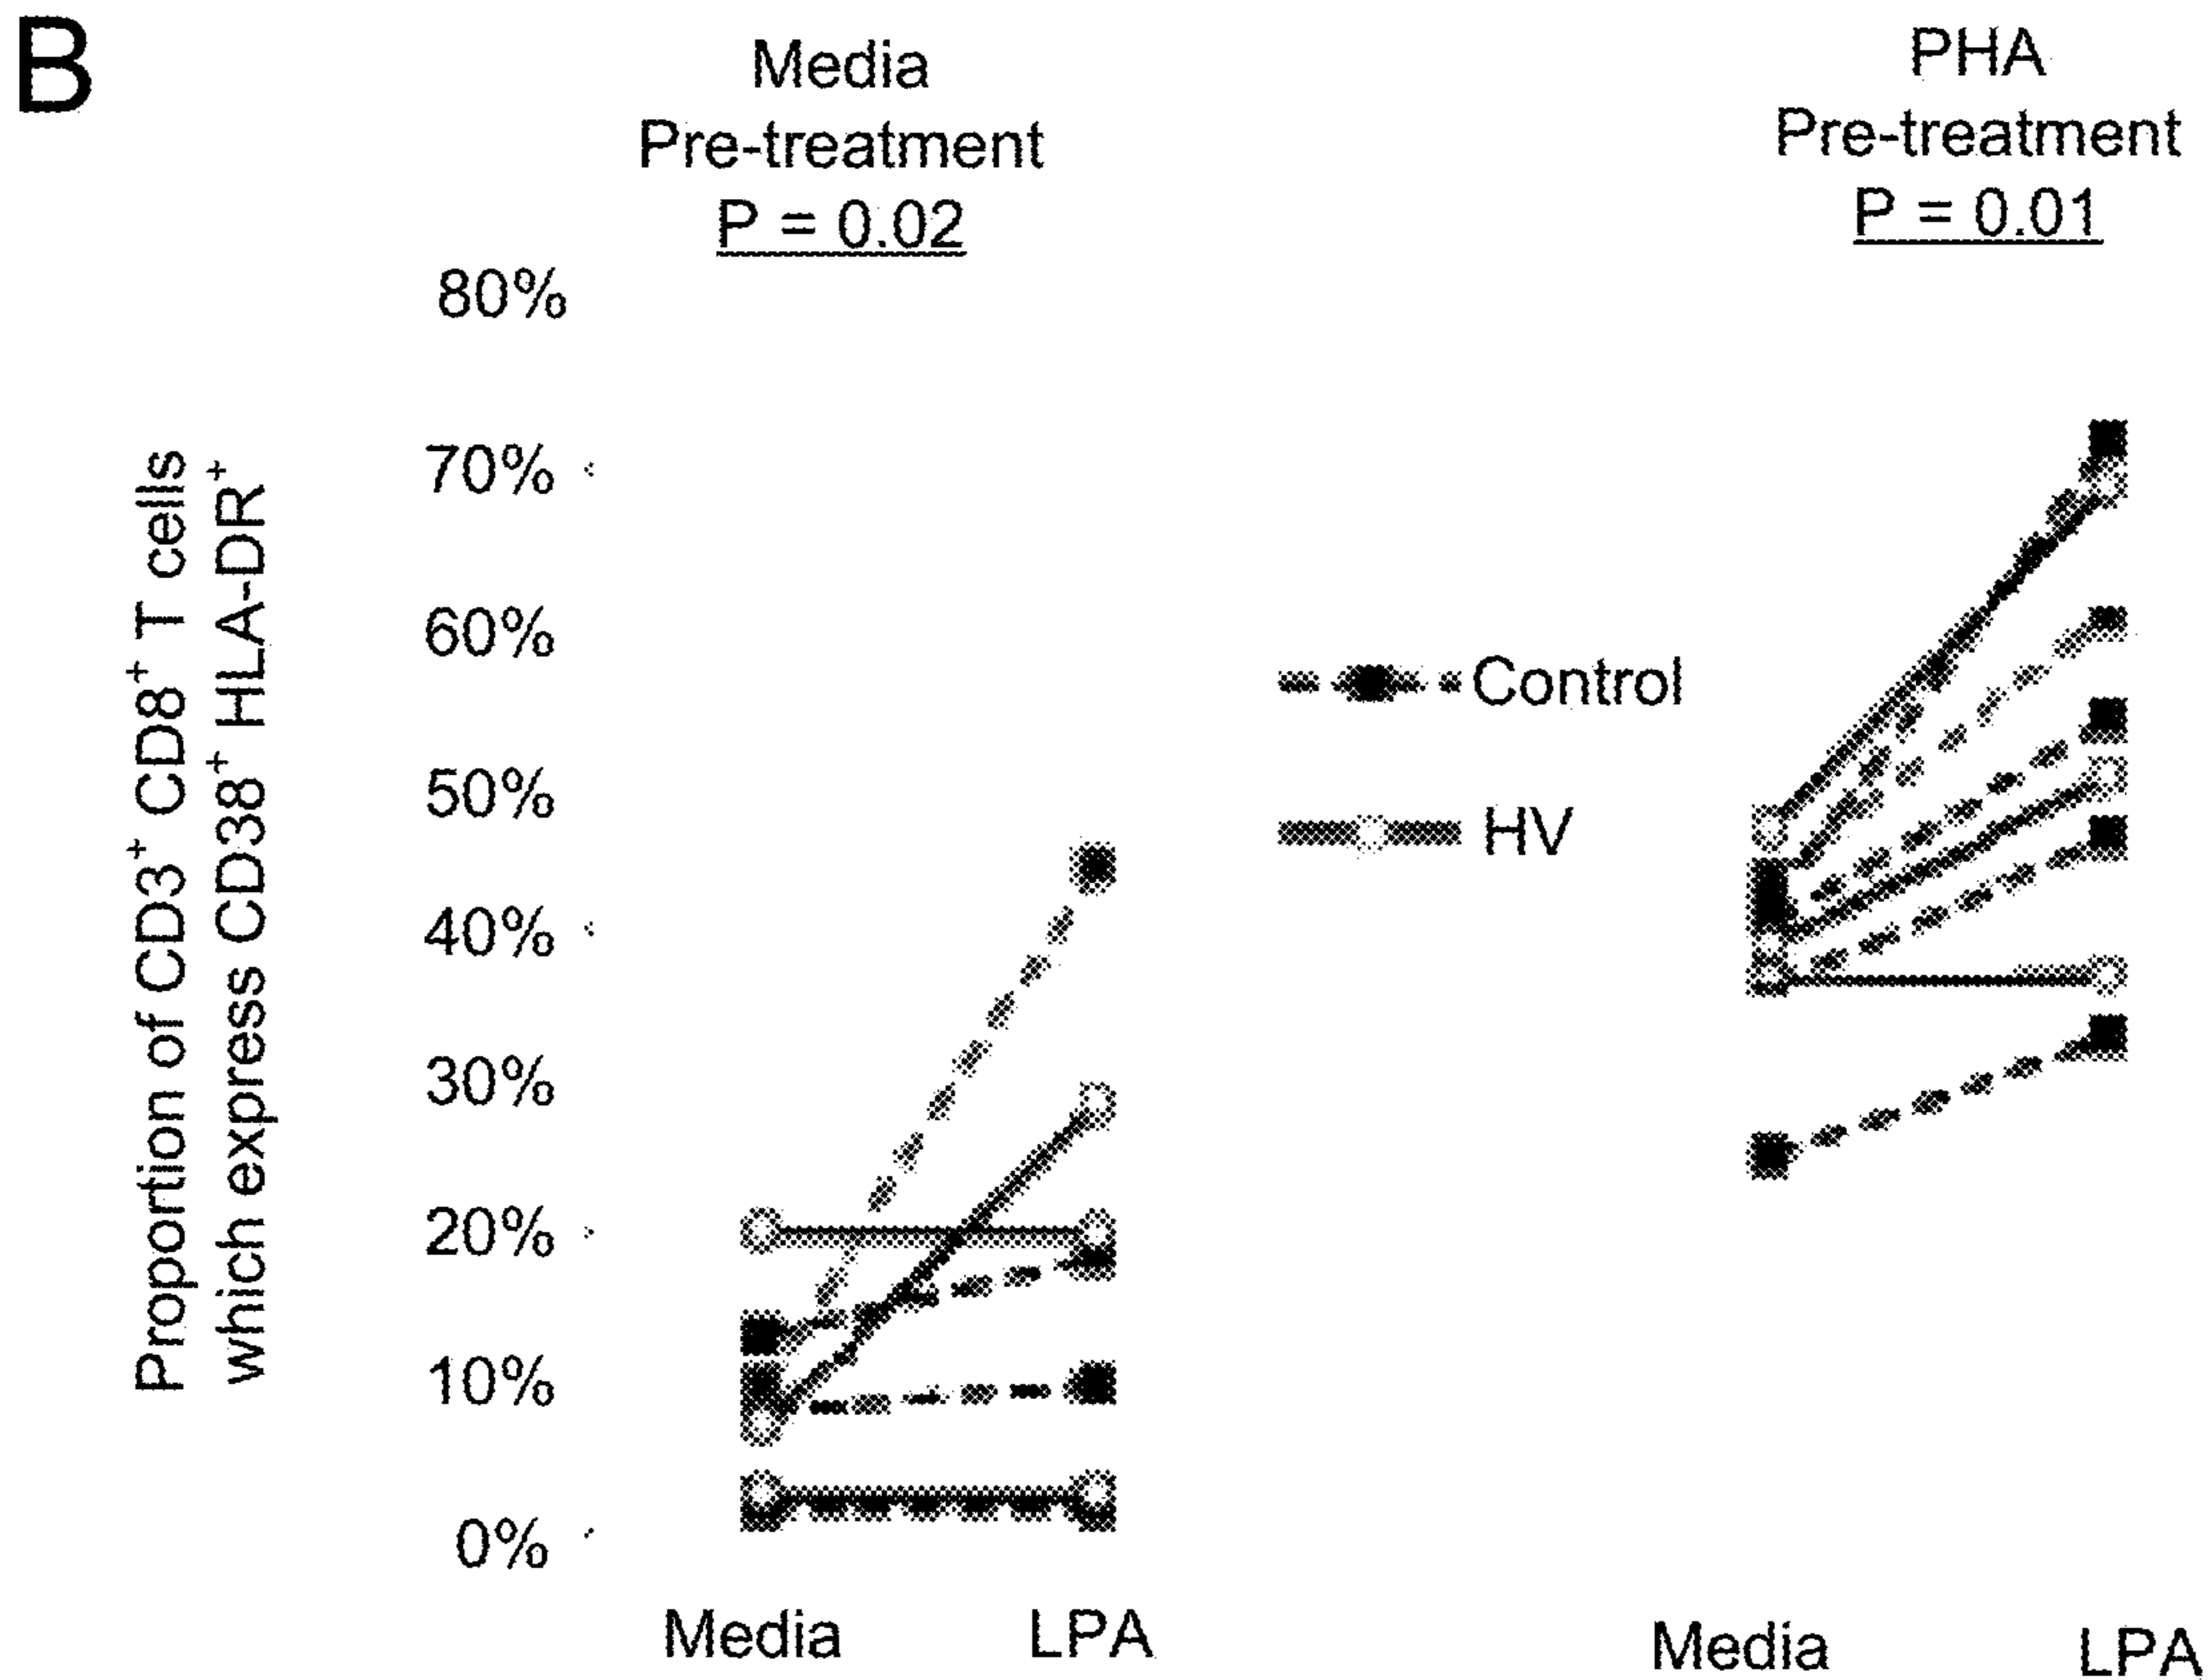 B
Media
Pre-treatment
P = 0.02
PHA
Pre-treatment
P = 0.01
Proportion of CD3⁺ CD8⁺ T cells
which express CD38⁺ HLA-DR⁺
80%
70%
60%
50%
40%
30%
20%
10%
0%
Control
HV
Media
LPA
Media
LPA